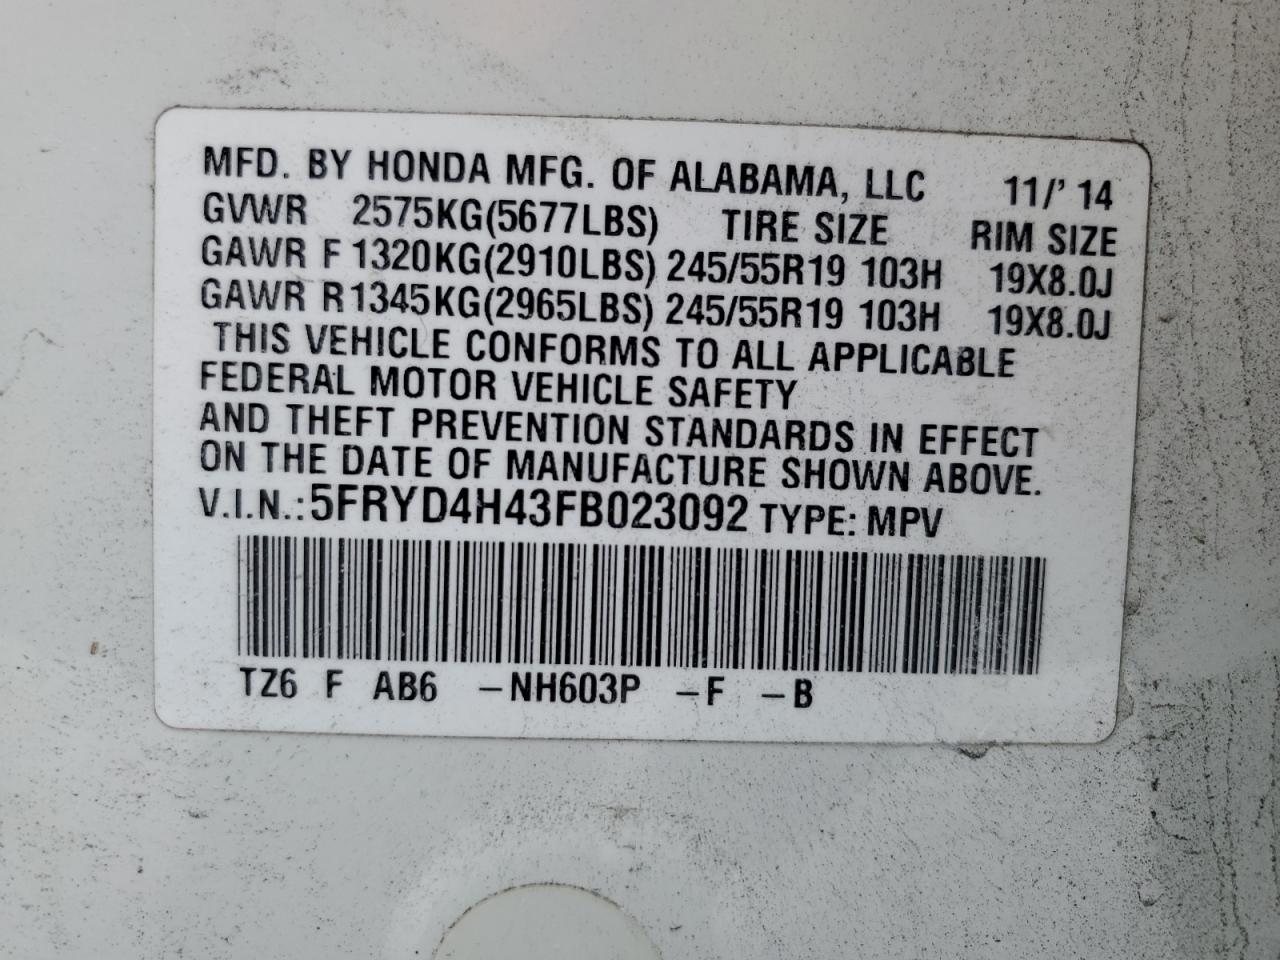 MFD. BY HONDA MFG. OF ALABAMA, LLC 11/' 14
GVWR 2575KG(5677LBS) TIRE SIZE RIM SIZE
GAWR F 1320KG(2910LBS) 245/55R19 103H 19X8.0J
GAWR R1345KG(2965LBS) 245/55R19 103H 19X8.0J
THIS VEHICLE CONFORMS TO ALL APPLICABLE
FEDERAL MOTOR VEHICLE SAFETY
AND THEFT PREVENTION STANDARDS IN EFFECT
ON THE DATE OF MANUFACTURE SHOWN ABOVE.
V.I.N.:5FRYD4H43FB023092 TYPE: MPV
TZ6 F AB6 -NH603P -F -B